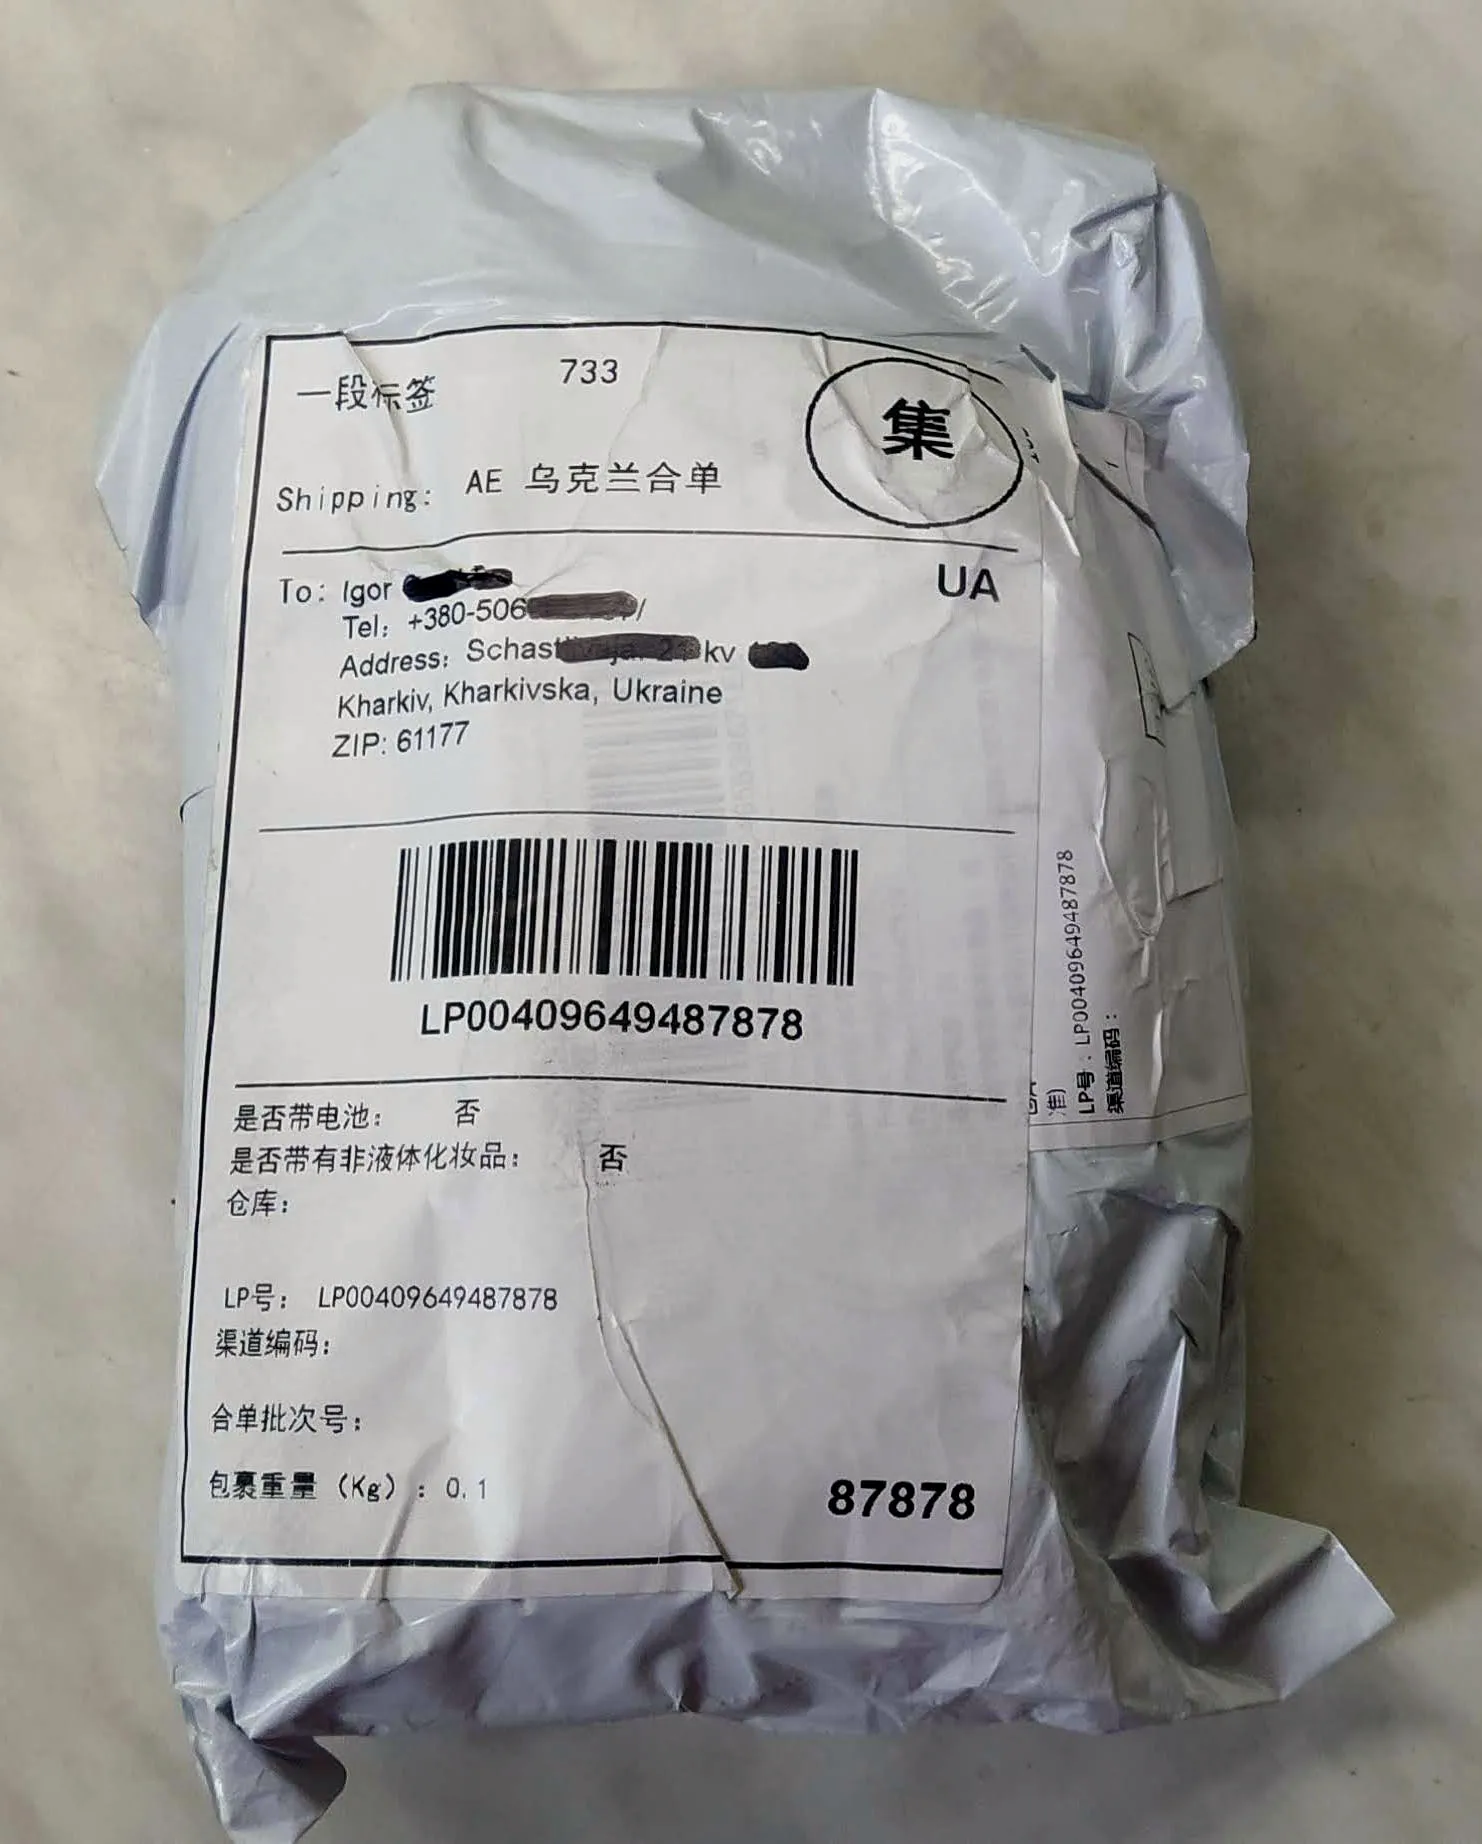 一段标签
733
集
Shipping: AE 乌克兰合单
UA
To: Igor
Tel: +380-506
Address: Schast kv
Kharkiv, Kharkivska, Ukraine
ZIP: 61177
LP00409649487878
是否带电池: 否
是否带有非液体化妆品: 否
仓库:
LP号: LP00409649487878
渠道编码:
合单批次号:
包裹重量 (Kg) : 0.1
87878
准)
LP号: LP00409649487878
渠道编码: